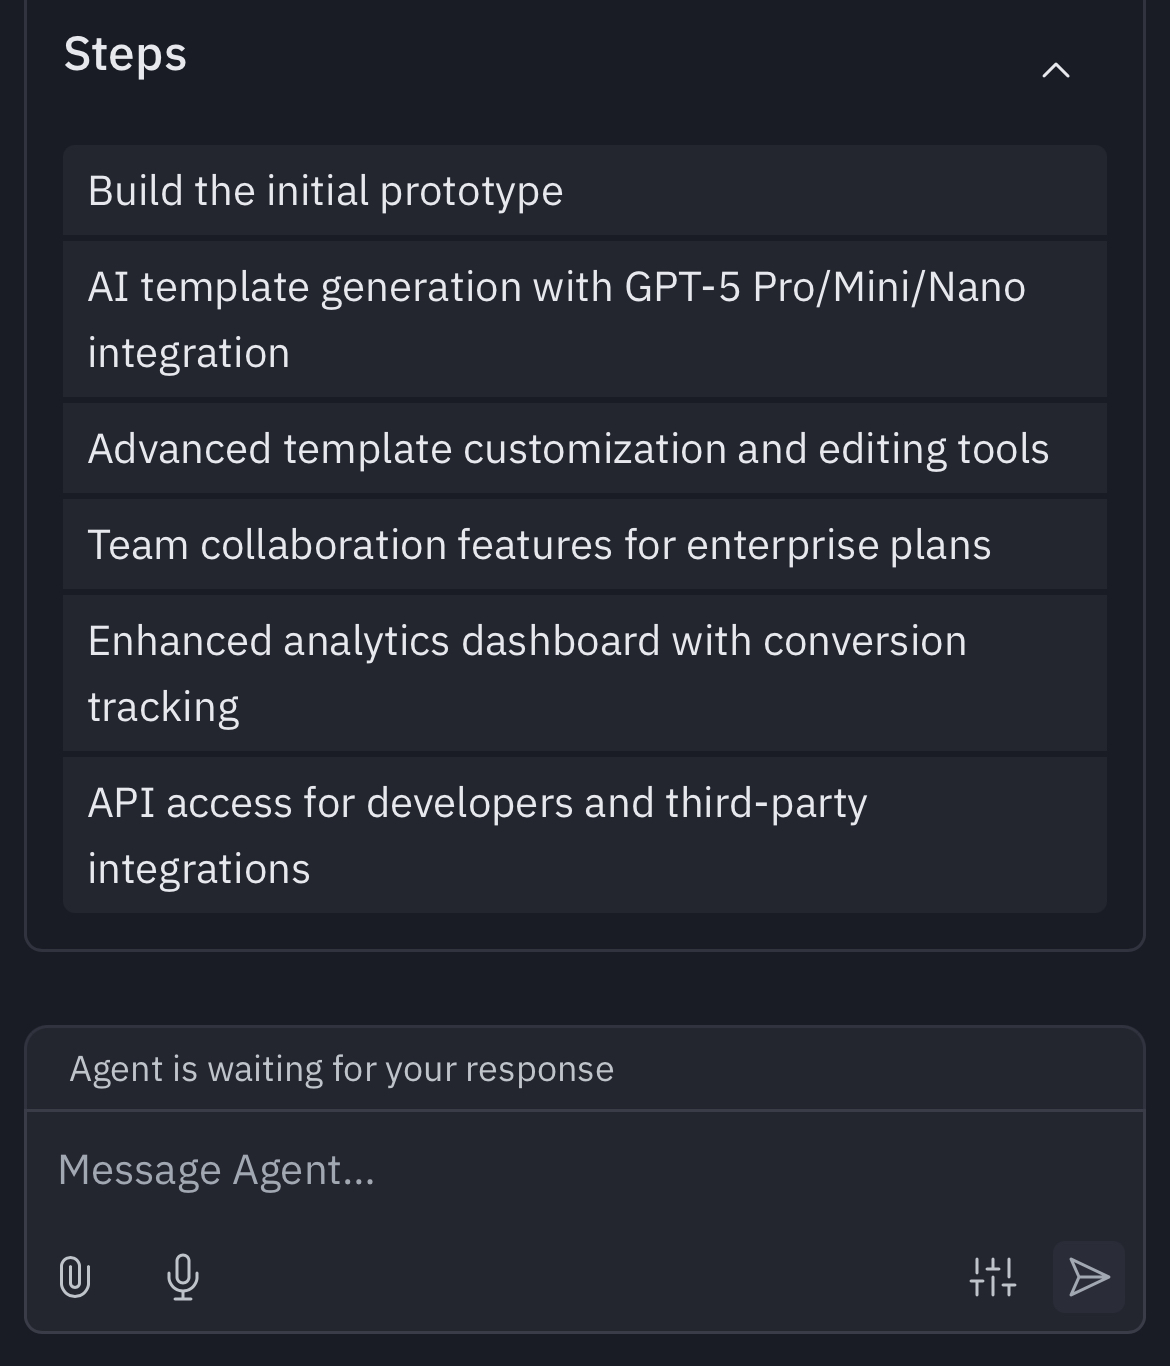 Steps
Build the initial prototype
AI template generation with GPT-5 Pro/Mini/Nano
integration
Advanced template customization and editing tools
Team collaboration features for enterprise plans
Enhanced analytics dashboard with conversion
tracking
API access for developers and third-party
integrations
Agent is waiting for your response
Message Agent...